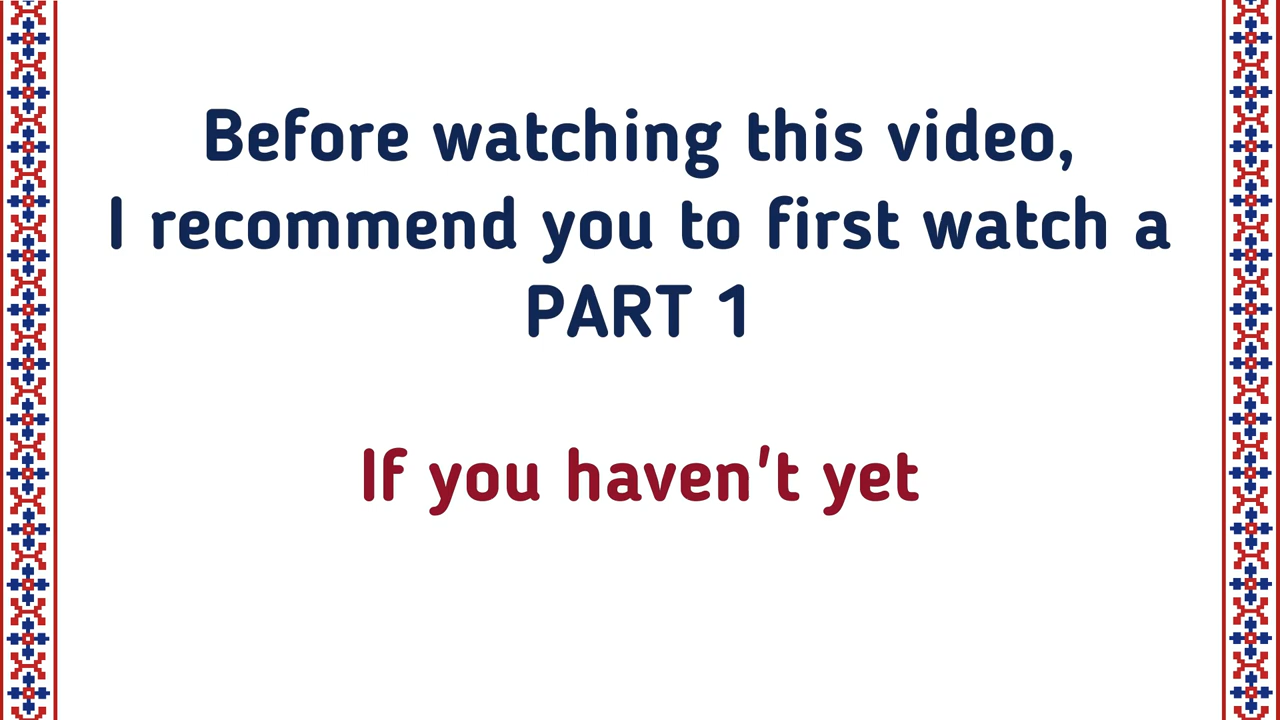 Before watching this video,
I recommend you to first watch a
PART 1
If you haven't yet